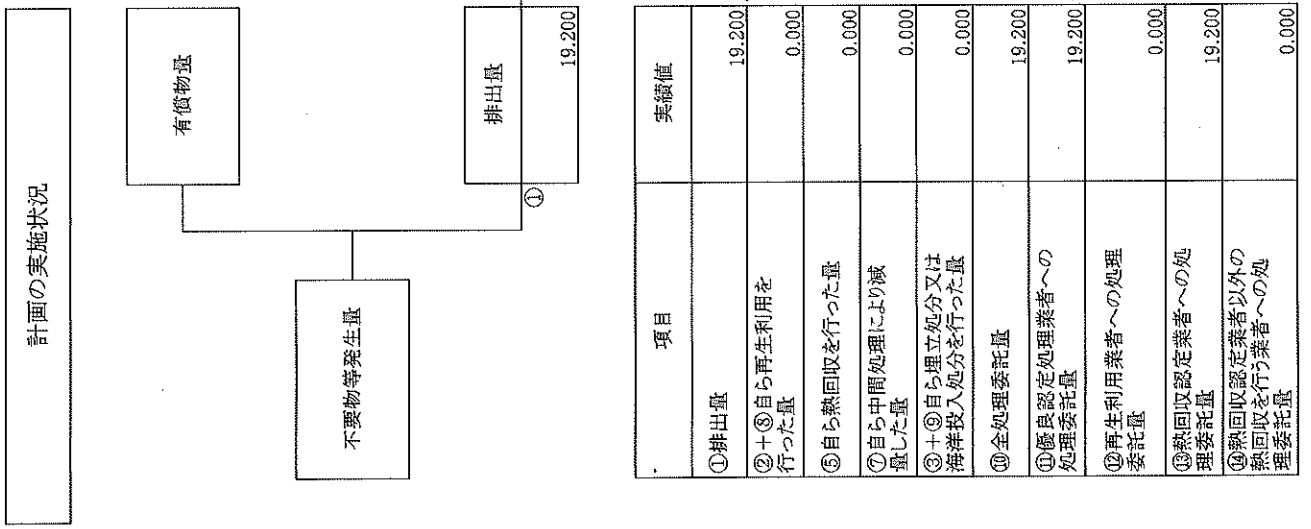 計画の実施状況
有償物量
不要物等発生量
①
排出量
19.200
項目
実績値
①排出量
19.200
②+⑧自ら再生利用を
行った量
0.000
⑤自ら熱回収を行った量
0.000
⑦自ら中間処理により減
量した量
0.000
③+⑨自ら埋立処分又は
海洋投入処分を行った量
0.000
⑩全処理委託量
19.200
⑪優良認定処理業者への
処理委託量
19.200
⑫再生利用業者への処理
委託量
0.000
⑬熱回収認定業者への処
理委託量
19.200
⑭熱回収認定業者以外の
熱回収を行う業者への処
理委託量
0.000